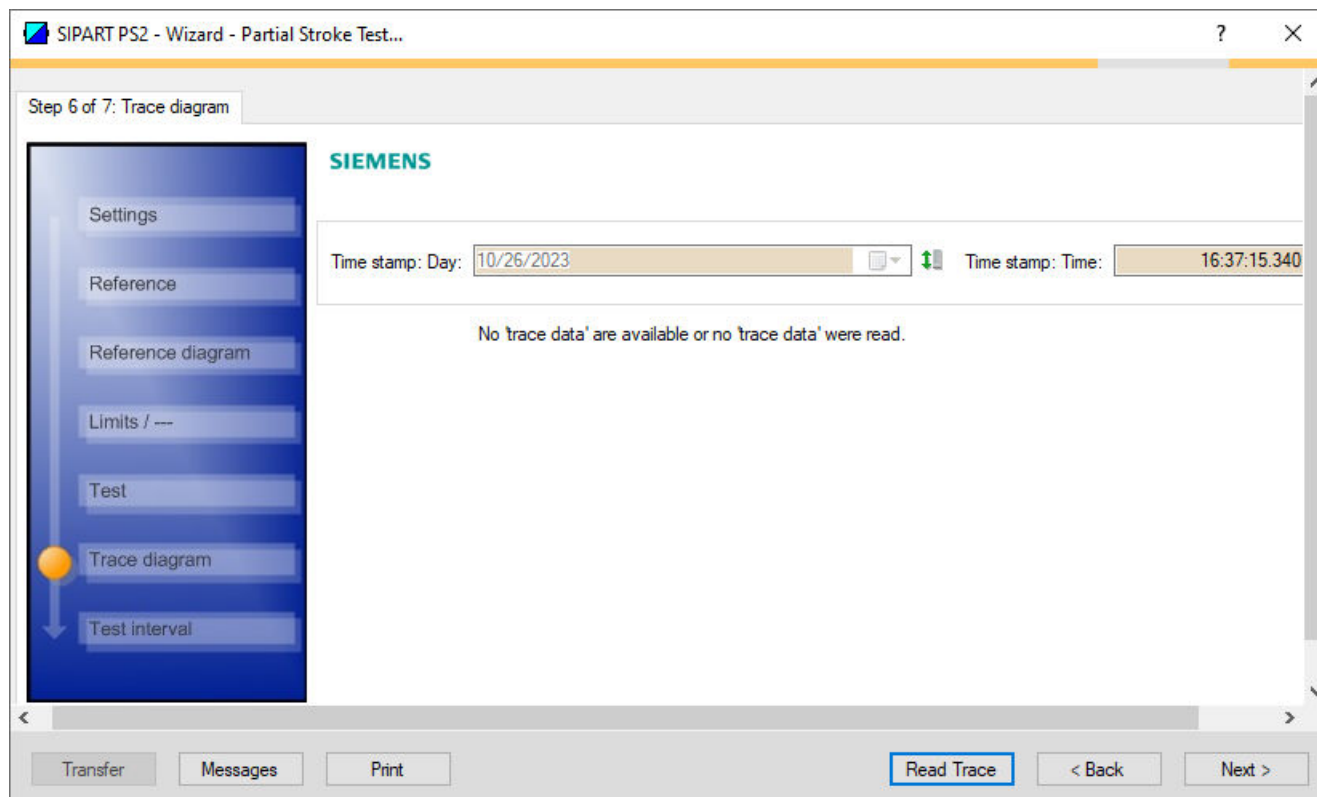 SIPART PS2 - Wizard - Partial Stroke Test...
Step 6 of 7: Trace diagram
SIEMENS
Settings
Reference
Reference diagram
Limits / ---
Test
Trace diagram
Test interval
Time stamp: Day: 10/26/2023 Time stamp: Time: 16:37:15.340
No 'trace data' are available or no 'trace data' were read.
Transfer Messages Print Read Trace < Back Next >